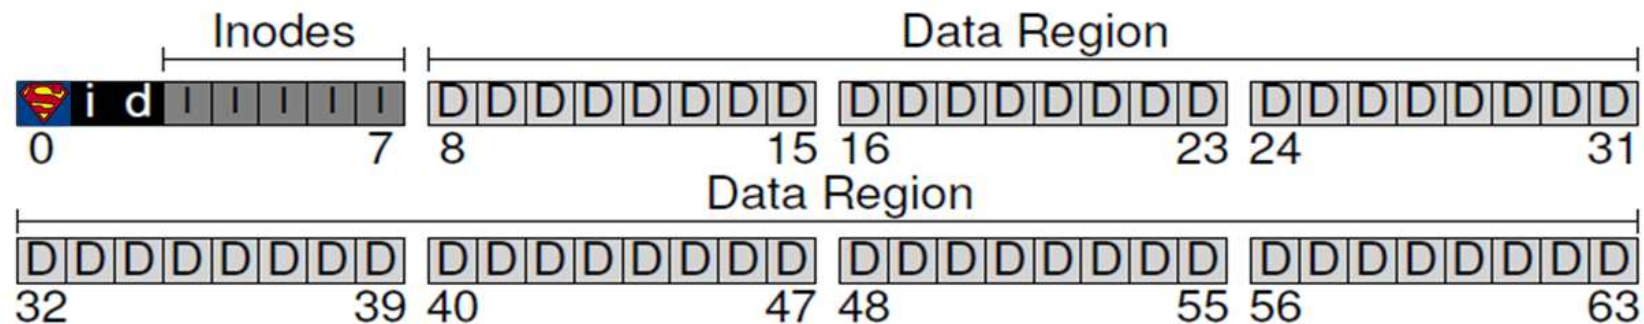 Inodes Data Region
S i d I I I I I D D D D D D D D D D D D D D D D D D D D D D D D
0 7 8 15 16 23 24 31
Data Region
D D D D D D D D D D D D D D D D D D D D D D D D D D D D D D D D
32 39 40 47 48 55 56 63